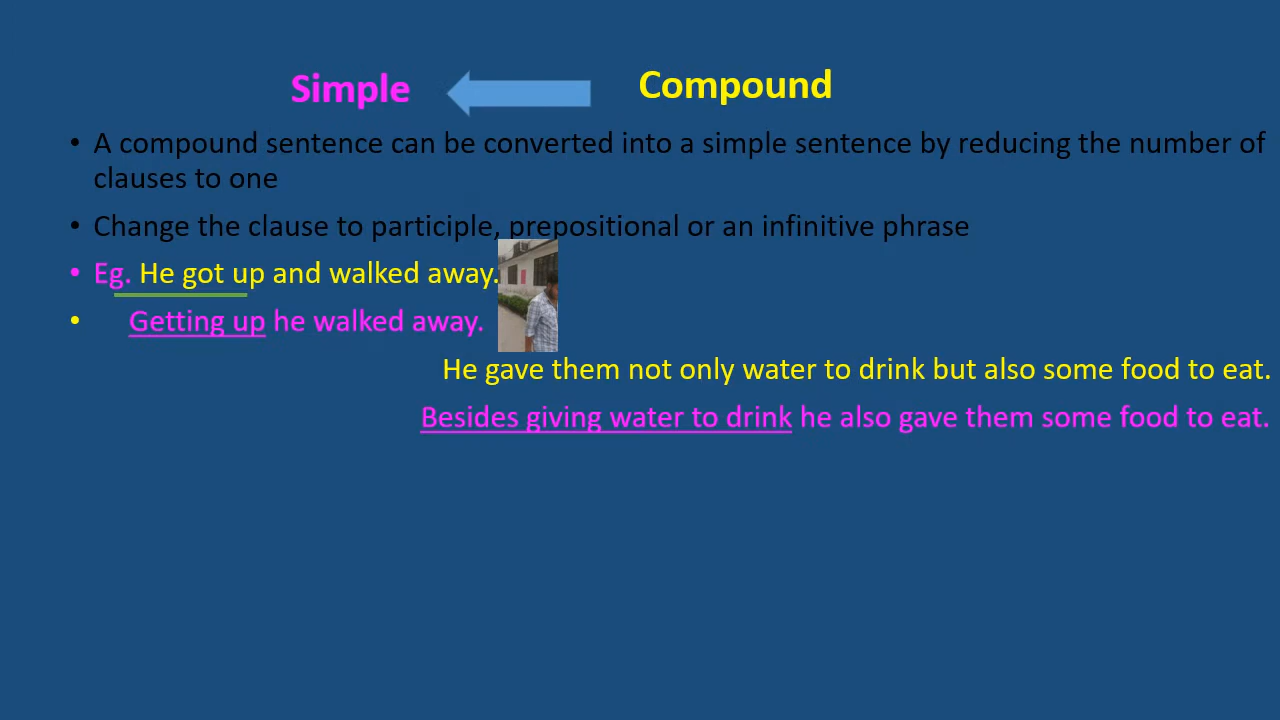 Simple Compound
• A compound sentence can be converted into a simple sentence by reducing the number of
clauses to one
• Change the clause to participle, prepositional or an infinitive phrase
• Eg. He got up and walked away.
• Getting up he walked away.
He gave them not only water to drink but also some food to eat.
Besides giving water to drink he also gave them some food to eat.